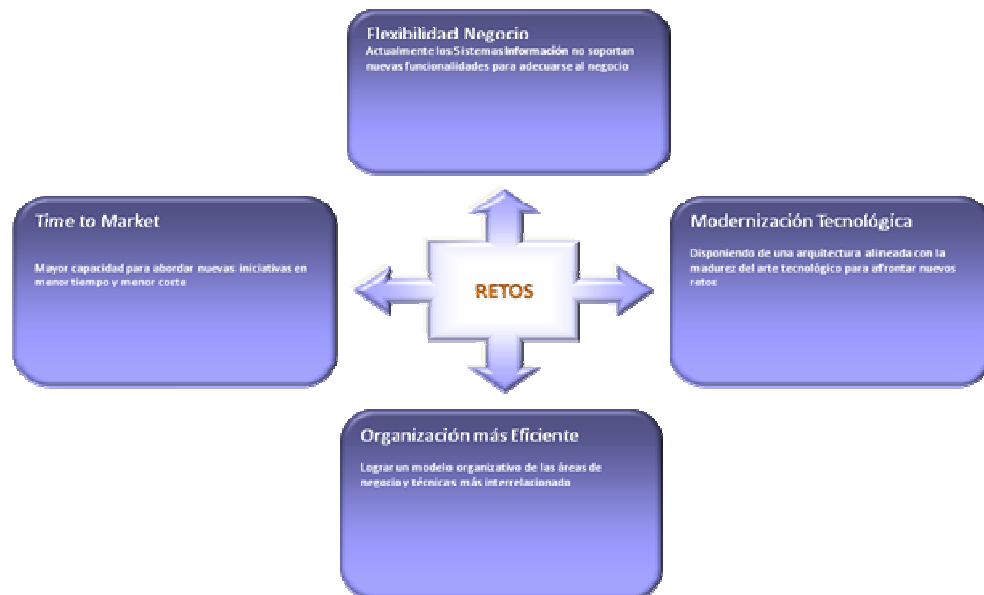 Flexibilidad Negocio
Actualmente los Sistemas Información no soportan
nuevas funcionalidades para adecuarse al negocio
Time to Market
Mayor capacidad para abordar nuevas iniciativas en
menor tiempo y menor coste
RETOS
Modernización Tecnológica
Disponiendo de una arquitectura alineada con la
madurez del arte tecnológico para afrontar nuevos
retos
Organización más Eficiente
Lograr un modelo organizativo de las áreas de
negocio y técnicas más interrelacionado